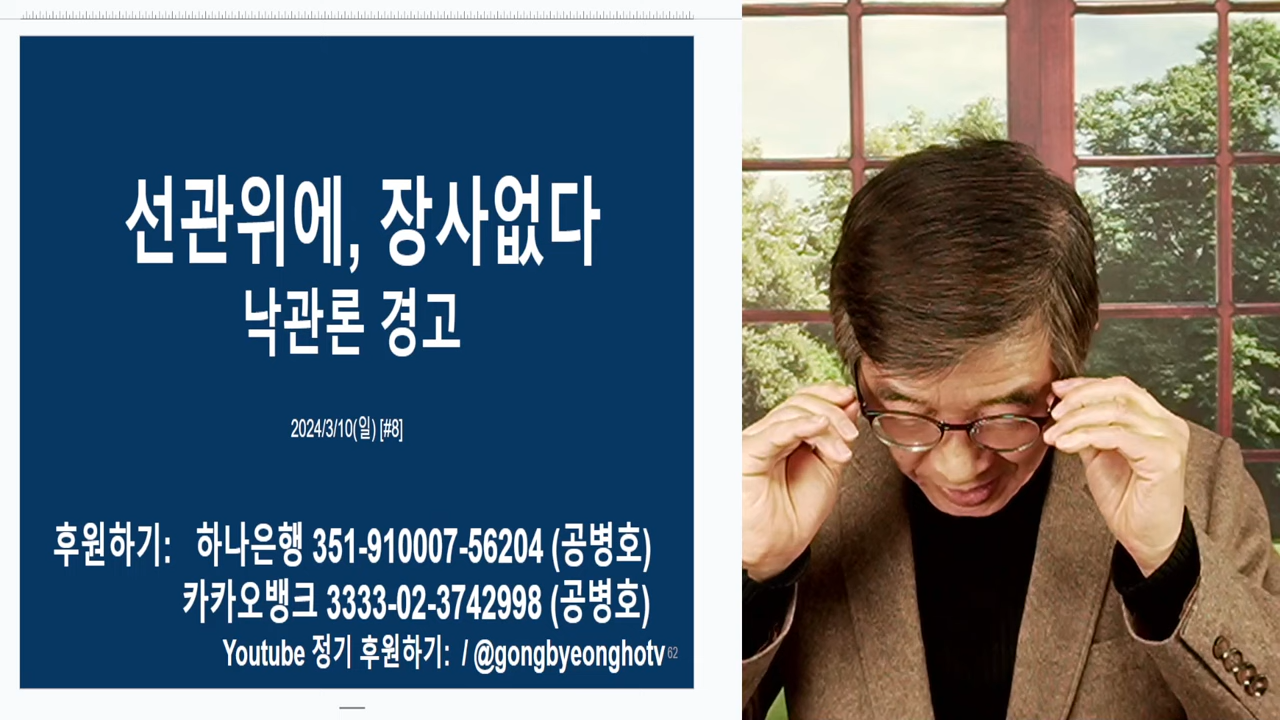 선관위에, 장사없다
낙관론 경고
2024/3/10(일) [#8]
후원하기: 하나은행 351-910007-56204 (공병호)
카카오뱅크 3333-02-3742998 (공병호)
Youtube 정기 후원하기: / @gongbyeonghotv
62